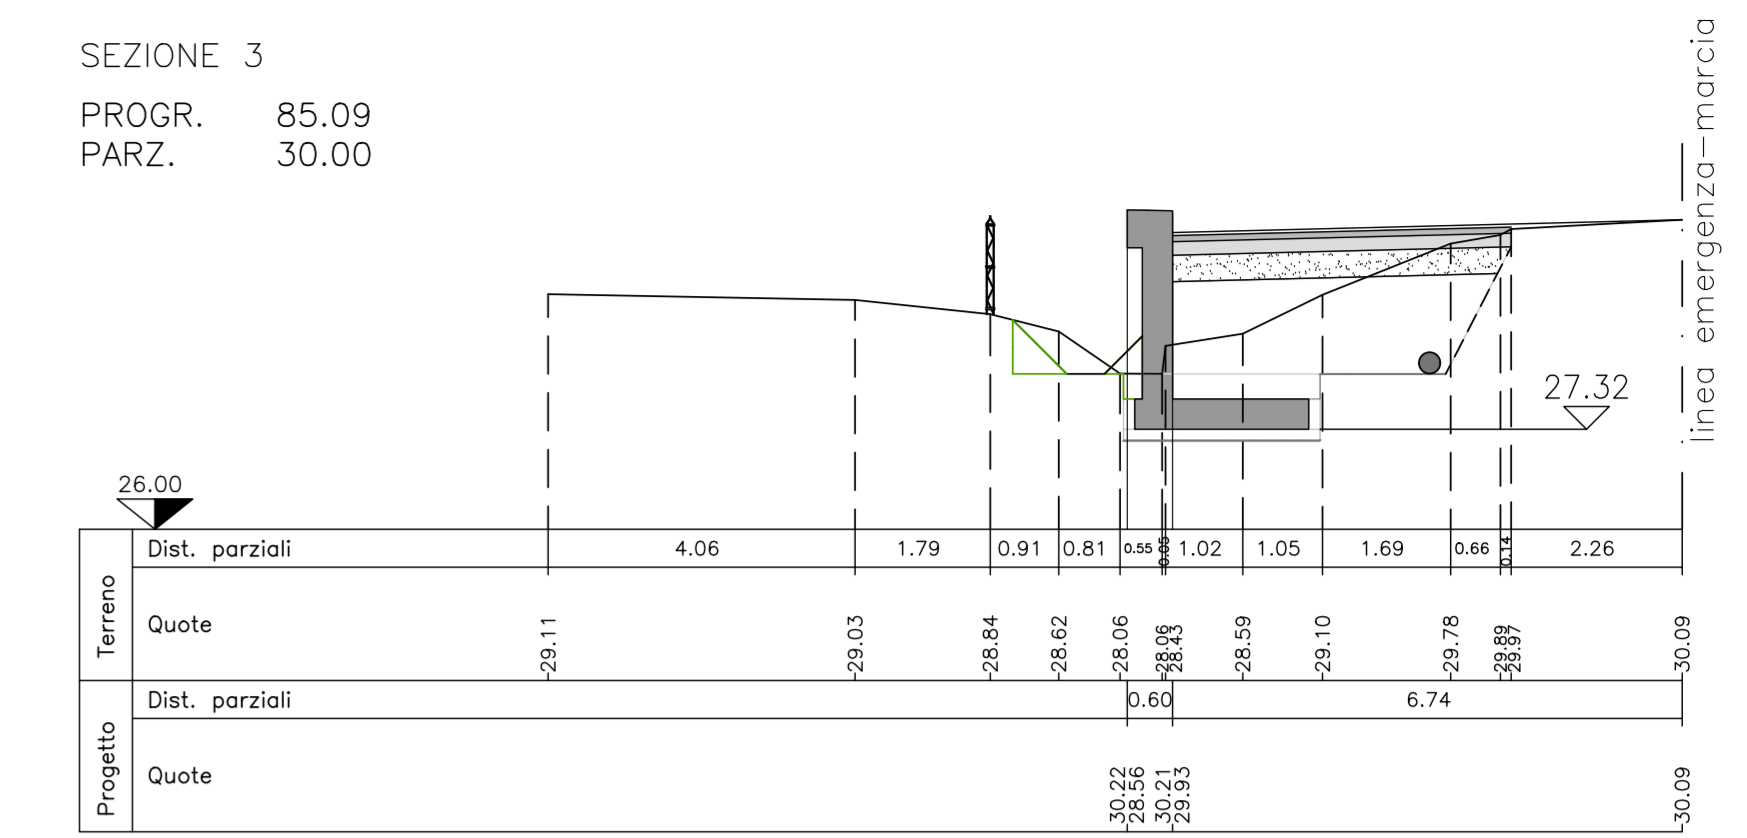 SEZIONE 3
PROGR. 85.09
PARZ. 30.00
linea emergenza-marcia
27.32
26.00
Terreno
Dist. parziali 4.06 1.79 0.91 0.81 0.55 0.05 1.02 1.05 1.69 0.66 0.14 2.26
Quote 29.11 29.03 28.84 28.62 28.06 28.06 28.43 28.59 29.10 29.78 29.89 29.97 30.09
Progetto
Dist. parziali 0.60 6.74
Quote 30.22 28.56 30.21 29.93 30.09